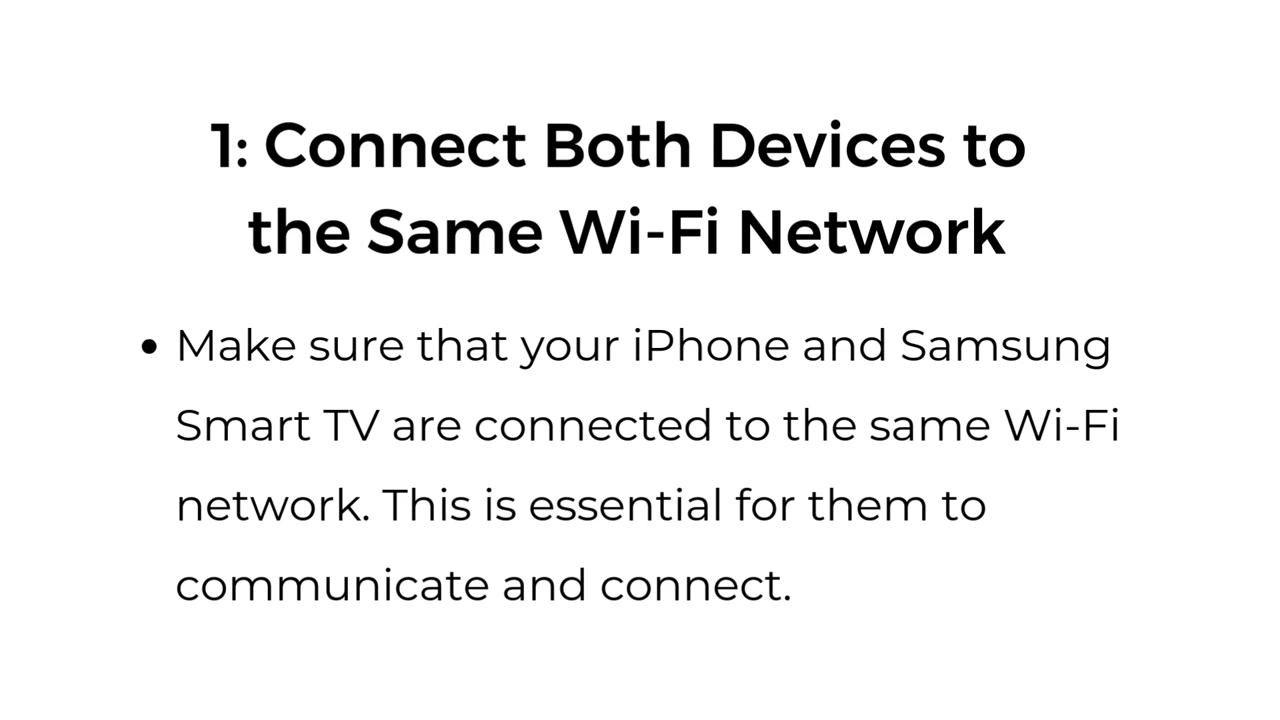 1: Connect Both Devices to
the Same Wi-Fi Network
• Make sure that your iPhone and Samsung
Smart TV are connected to the same Wi-Fi
network. This is essential for them to
communicate and connect.